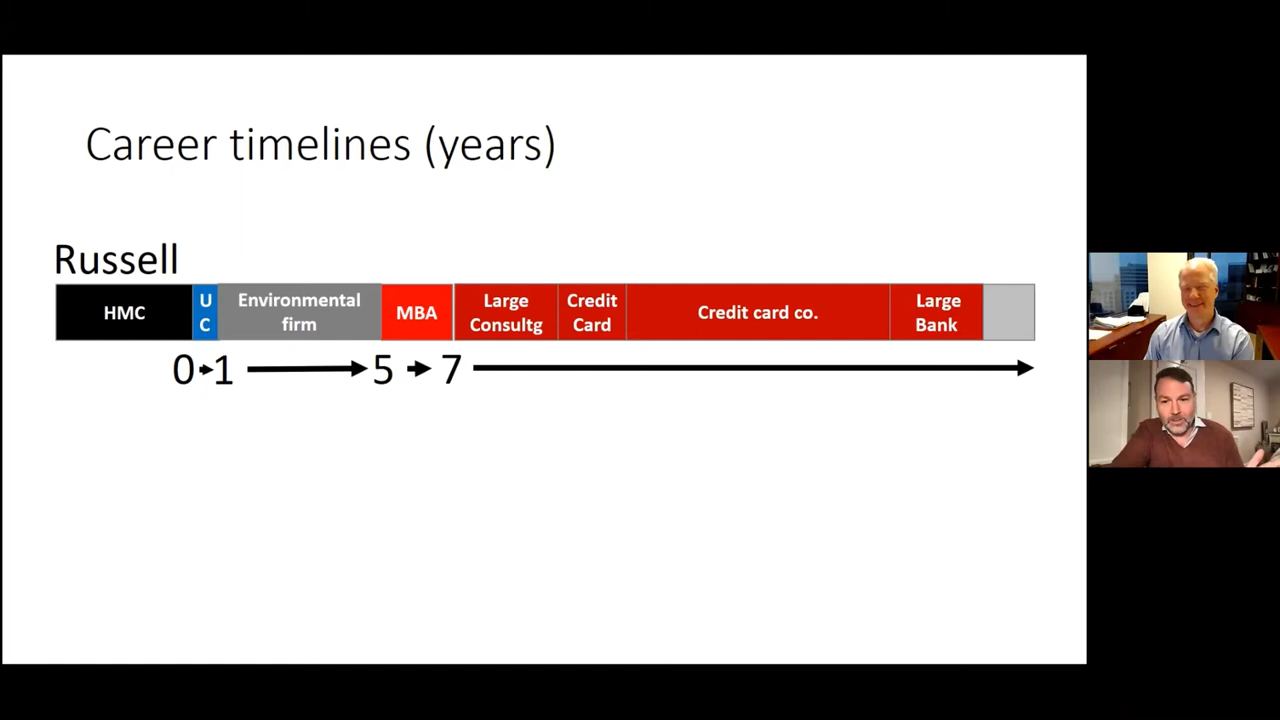 Career timelines (years)
Russell
HMC
U
C
Environmental
firm
MBA
Large
Consultg
Credit
Card
Credit card co.
Large
Bank
0 1 5 7